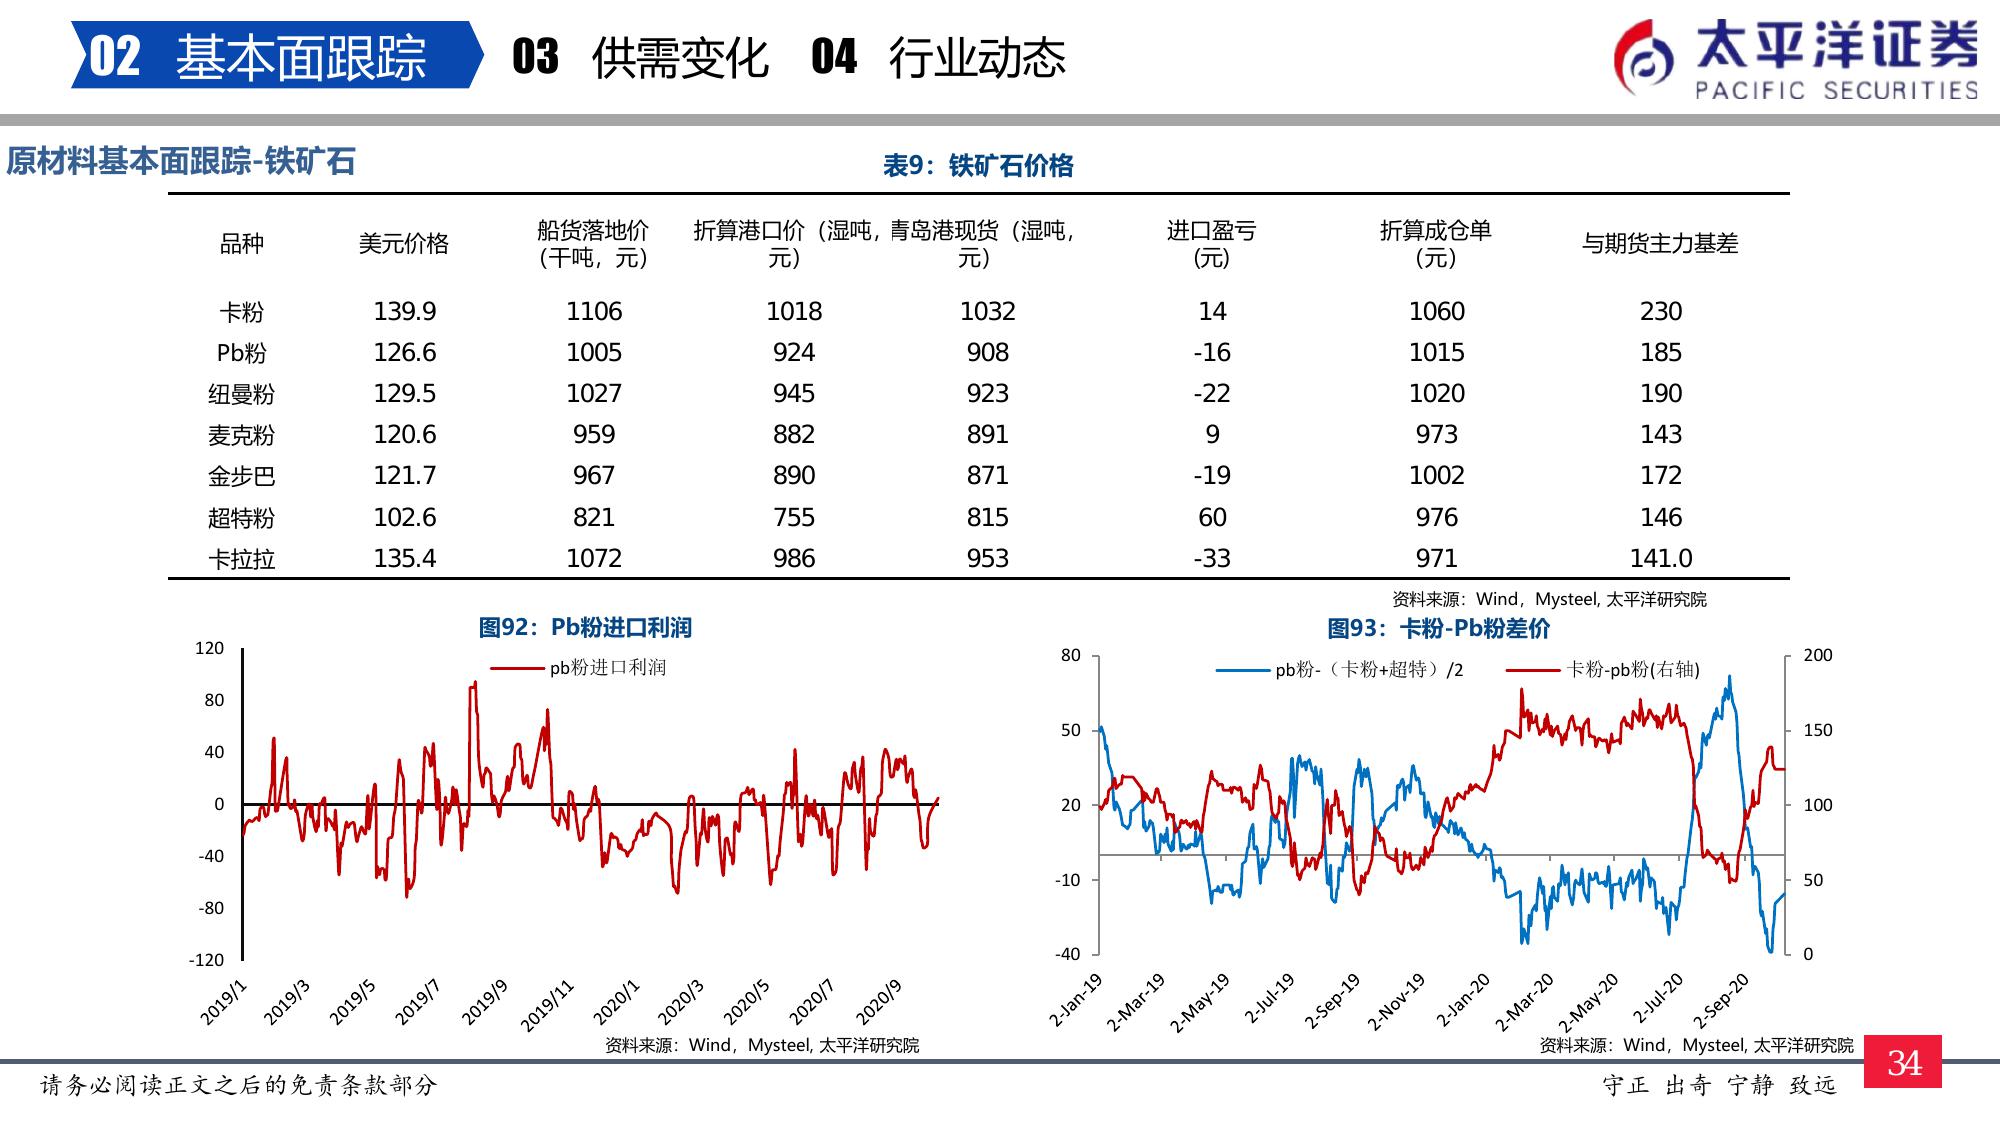 02 基本面跟踪 03 供需变化 04 行业动态
太平洋证券
PACIFIC SECURITIES
原材料基本面跟踪-铁矿石
表9：铁矿石价格
品种 美元价格 船货落地价（干吨，元） 折算港口价（湿吨，元） 青岛港现货（湿吨，元） 进口盈亏（元） 折算成仓单（元） 与期货主力基差
卡粉 139.9 1106 1018 1032 14 1060 230
Pb粉 126.6 1005 924 908 -16 1015 185
纽曼粉 129.5 1027 945 923 -22 1020 190
麦克粉 120.6 959 882 891 9 973 143
金步巴 121.7 967 890 871 -19 1002 172
超特粉 102.6 821 755 815 60 976 146
卡拉拉 135.4 1072 986 953 -33 971 141.0
资料来源：Wind，Mysteel, 太平洋研究院
图92：Pb粉进口利润
pb粉进口利润
120
80
40
0
-40
-80
-120
2019/1 2019/3 2019/5 2019/7 2019/9 2019/11 2020/1 2020/3 2020/5 2020/7 2020/9
资料来源：Wind，Mysteel, 太平洋研究院
图93：卡粉-Pb粉差价
pb粉-（卡粉+超特）/2 卡粉-pb粉(右轴)
80 200
50 150
20 100
-10 50
-40 0
2-Jan-19 2-Mar-19 2-May-19 2-Jul-19 2-Sep-19 2-Nov-19 2-Jan-20 2-Mar-20 2-May-20 2-Jul-20 2-Sep-20
资料来源：Wind，Mysteel, 太平洋研究院
34
请务必阅读正文之后的免责条款部分
守正 出奇 宁静 致远